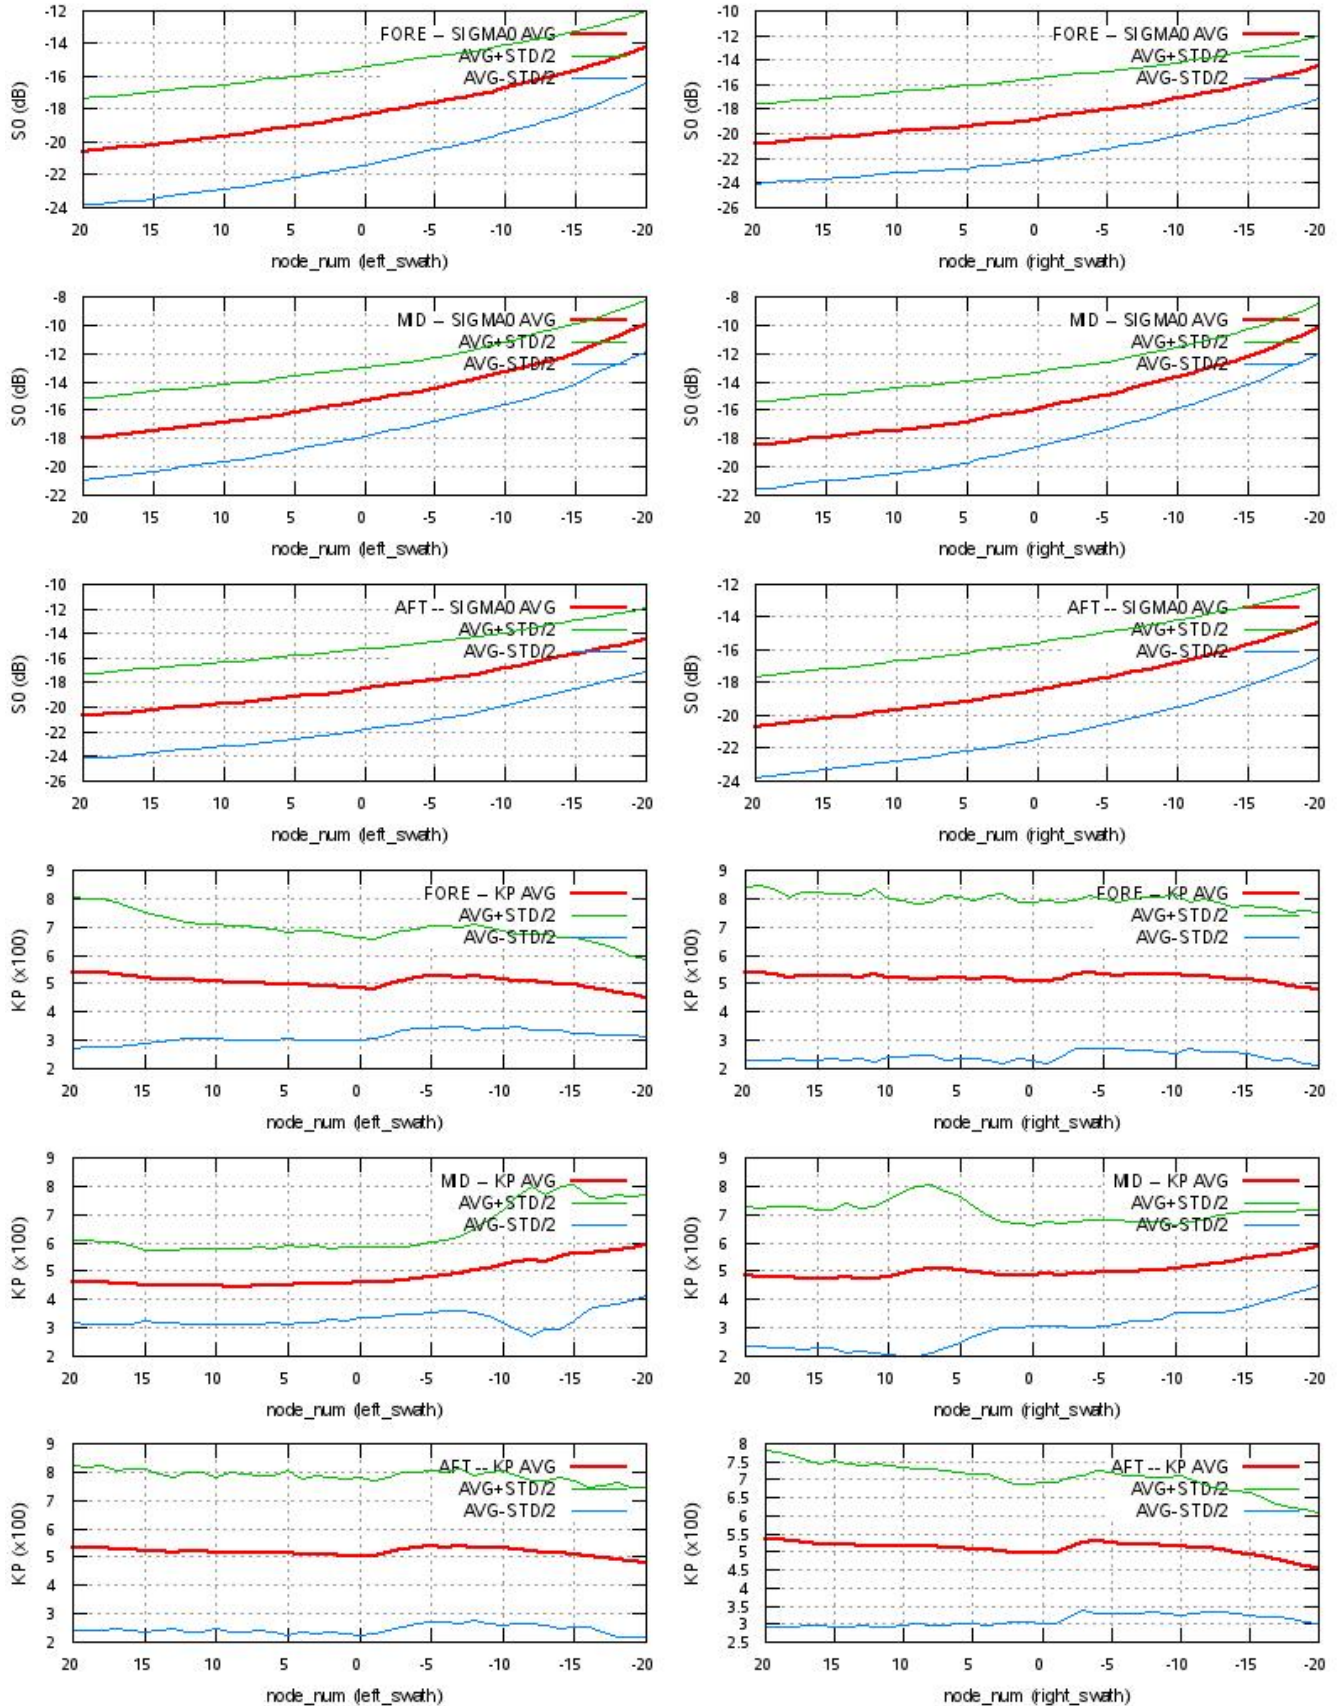 -12
-14
-16
-18
-20
-22
-24
S0 (dB)
FORE -- SIGMA0 AVG
AVG+STD/2
AVG-STD/2
20 15 10 5 0 -5 -10 -15 -20
node_num (left_swath)
-10
-12
-14
-16
-18
-20
-22
-24
-26
S0 (dB)
FORE -- SIGMA0 AVG
AVG+STD/2
AVG-STD/2
20 15 10 5 0 -5 -10 -15 -20
node_num (right_swath)
-8
-10
-12
-14
-16
-18
-20
-22
S0 (dB)
MID -- SIGMA0 AVG
AVG+STD/2
AVG-STD/2
20 15 10 5 0 -5 -10 -15 -20
node_num (left_swath)
-8
-10
-12
-14
-16
-18
-20
-22
S0 (dB)
MID -- SIGMA0 AVG
AVG+STD/2
AVG-STD/2
20 15 10 5 0 -5 -10 -15 -20
node_num (right_swath)
-10
-12
-14
-16
-18
-20
-22
-24
-26
S0 (dB)
AFT -- SIGMA0 AVG
AVG+STD/2
AVG-STD/2
20 15 10 5 0 -5 -10 -15 -20
node_num (left_swath)
-12
-14
-16
-18
-20
-22
-24
S0 (dB)
AFT -- SIGMA0 AVG
AVG+STD/2
AVG-STD/2
20 15 10 5 0 -5 -10 -15 -20
node_num (right_swath)
9
8
7
6
5
4
3
2
KP (x100)
FORE -- KP AVG
AVG+STD/2
AVG-STD/2
20 15 10 5 0 -5 -10 -15 -20
node_num (left_swath)
9
8
7
6
5
4
3
2
KP (x100)
FORE -- KP AVG
AVG+STD/2
AVG-STD/2
20 15 10 5 0 -5 -10 -15 -20
node_num (right_swath)
9
8
7
6
5
4
3
2
KP (x100)
MID -- KP AVG
AVG+STD/2
AVG-STD/2
20 15 10 5 0 -5 -10 -15 -20
node_num (left_swath)
9
8
7
6
5
4
3
2
KP (x100)
MID -- KP AVG
AVG+STD/2
AVG-STD/2
20 15 10 5 0 -5 -10 -15 -20
node_num (right_swath)
9
8
7
6
5
4
3
2
KP (x100)
AFT -- KP AVG
AVG+STD/2
AVG-STD/2
20 15 10 5 0 -5 -10 -15 -20
node_num (left_swath)
8
7.5
7
6.5
6
5.5
5
4.5
4
3.5
3
2.5
KP (x100)
AFT -- KP AVG
AVG+STD/2
AVG-STD/2
20 15 10 5 0 -5 -10 -15 -20
node_num (right_swath)